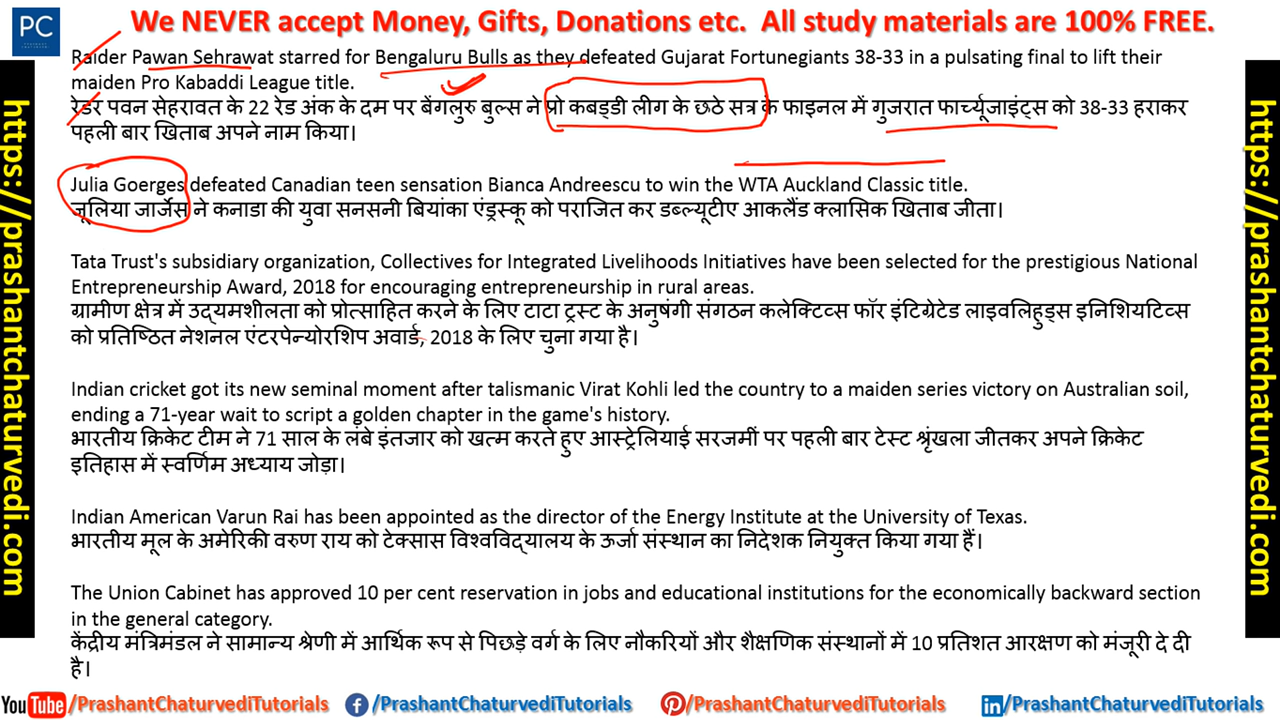 PC
We NEVER accept Money, Gifts, Donations etc.  All study materials are 100% FREE.
https://prashantchaturvedi.com
Raider Pawan Sehrawat starred for Bengaluru Bulls as they defeated Gujarat Fortunegiants 38-33 in a pulsating final to lift their
maiden Pro Kabaddi League title.
रेडर पवन सेहरावत के 22 रेड अंक के दम पर बेंगलुरु बुल्स ने प्रो कबड्डी लीग के छठे सत्र के फाइनल में गुजरात फार्च्यूजाइंट्स को 38-33 हराकर
पहली बार खिताब अपने नाम किया।
Julia Goerges defeated Canadian teen sensation Bianca Andreescu to win the WTA Auckland Classic title.
जूलिया जार्जेस ने कनाडा की युवा सनसनी बियांका एंड्रस्कू को पराजित कर डब्ल्यूटीए आकलैंड क्लासिक खिताब जीता।
Tata Trust's subsidiary organization, Collectives for Integrated Livelihoods Initiatives have been selected for the prestigious National
Entrepreneurship Award, 2018 for encouraging entrepreneurship in rural areas.
ग्रामीण क्षेत्र में उद्यमशीलता को प्रोत्साहित करने के लिए टाटा ट्रस्ट के अनुषंगी संगठन कलेक्टिव्स फॉर इंटिग्रेटेड लाइवलिहुड्स इनिशियटिव्स
को प्रतिष्ठित नेशनल एंटरपेन्योरशिप अवार्ड, 2018 के लिए चुना गया है।
Indian cricket got its new seminal moment after talismanic Virat Kohli led the country to a maiden series victory on Australian soil,
ending a 71-year wait to script a golden chapter in the game's history.
भारतीय क्रिकेट टीम ने 71 साल के लंबे इंतजार को खत्म करते हुए आस्ट्रेलियाई सरजमीं पर पहली बार टेस्ट श्रृंखला जीतकर अपने क्रिकेट
इतिहास में स्वर्णिम अध्याय जोड़ा।
Indian American Varun Rai has been appointed as the director of the Energy Institute at the University of Texas.
भारतीय मूल के अमेरिकी वरुण राय को टेक्सास विश्वविद्यालय के ऊर्जा संस्थान का निदेशक नियुक्त किया गया हैं।
The Union Cabinet has approved 10 per cent reservation in jobs and educational institutions for the economically backward section
in the general category.
केंद्रीय मंत्रिमंडल ने सामान्य श्रेणी में आर्थिक रूप से पिछड़े वर्ग के लिए नौकरियों और शैक्षणिक संस्थानों में 10 प्रतिशत आरक्षण को मंजूरी दे दी
है।
https://prashantchaturvedi.com
YouTube/PrashantChaturvediTutorials f/PrashantChaturvediTutorials /PrashantChaturvediTutorials in/PrashantChaturvediTutorials